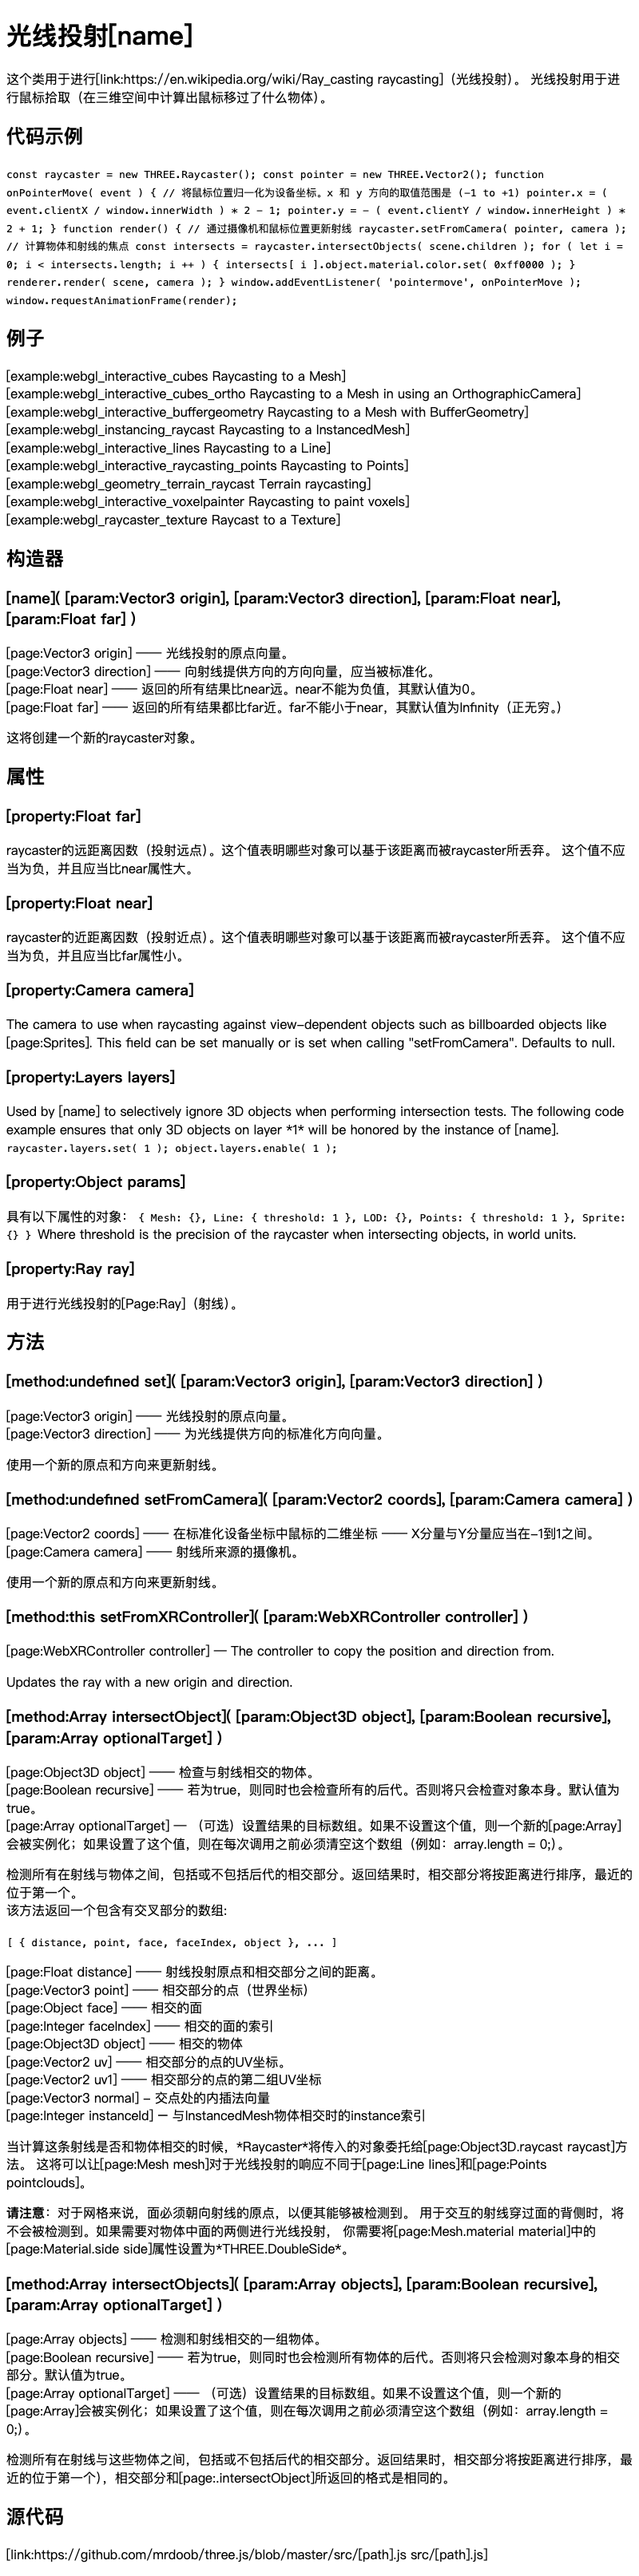 光线投射[name]
这个类用于进行[link:https://en.wikipedia.org/wiki/Ray_casting raycasting]（光线投射）。 光线投射用于进
行鼠标拾取（在三维空间中计算出鼠标移过了什么物体）。
代码示例
const raycaster = new THREE.Raycaster(); const pointer = new THREE.Vector2(); function
onPointerMove( event ) { // 将鼠标位置归一化为设备坐标。x 和 y 方向的取值范围是 (-1 to +1) pointer.x = (
event.clientX / window.innerWidth ) * 2 - 1; pointer.y = - ( event.clientY / window.innerHeight ) *
2 + 1; } function render() { // 通过摄像机和鼠标位置更新射线 raycaster.setFromCamera( pointer, camera );
// 计算物体和射线的焦点 const intersects = raycaster.intersectObjects( scene.children ); for ( let i =
0; i < intersects.length; i ++ ) { intersects[ i ].object.material.color.set( 0xff0000 ); }
renderer.render( scene, camera ); } window.addEventListener( 'pointermove', onPointerMove );
window.requestAnimationFrame(render);
例子
[example:webgl_interactive_cubes Raycasting to a Mesh]
[example:webgl_interactive_cubes_ortho Raycasting to a Mesh in using an OrthographicCamera]
[example:webgl_interactive_buffergeometry Raycasting to a Mesh with BufferGeometry]
[example:webgl_instancing_raycast Raycasting to a InstancedMesh]
[example:webgl_interactive_lines Raycasting to a Line]
[example:webgl_interactive_raycasting_points Raycasting to Points]
[example:webgl_geometry_terrain_raycast Terrain raycasting]
[example:webgl_interactive_voxelpainter Raycasting to paint voxels]
[example:webgl_raycaster_texture Raycast to a Texture]
构造器
[name]( [param:Vector3 origin], [param:Vector3 direction], [param:Float near],
[param:Float far] )
[page:Vector3 origin] —— 光线投射的原点向量。
[page:Vector3 direction] —— 向射线提供方向的方向向量，应当被标准化。
[page:Float near] —— 返回的所有结果比near远。near不能为负值，其默认值为0。
[page:Float far] —— 返回的所有结果都比far近。far不能小于near，其默认值为Infinity（正无穷。）
这将创建一个新的raycaster对象。
属性
[property:Float far]
raycaster的远距离因数（投射远点）。这个值表明哪些对象可以基于该距离而被raycaster所丢弃。 这个值不应
当为负，并且应当比near属性大。
[property:Float near]
raycaster的近距离因数（投射近点）。这个值表明哪些对象可以基于该距离而被raycaster所丢弃。 这个值不应
当为负，并且应当比far属性小。
[property:Camera camera]
The camera to use when raycasting against view-dependent objects such as billboarded objects like
[page:Sprites]. This field can be set manually or is set when calling "setFromCamera". Defaults to null.
[property:Layers layers]
Used by [name] to selectively ignore 3D objects when performing intersection tests. The following code
example ensures that only 3D objects on layer *1* will be honored by the instance of [name].
raycaster.layers.set( 1 ); object.layers.enable( 1 );
[property:Object params]
具有以下属性的对象： { Mesh: {}, Line: { threshold: 1 }, LOD: {}, Points: { threshold: 1 }, Sprite:
{} } Where threshold is the precision of the raycaster when intersecting objects, in world units.
[property:Ray ray]
用于进行光线投射的[Page:Ray]（射线）。
方法
[method:undefined set]( [param:Vector3 origin], [param:Vector3 direction] )
[page:Vector3 origin] —— 光线投射的原点向量。
[page:Vector3 direction] —— 为光线提供方向的标准化方向向量。
使用一个新的原点和方向来更新射线。
[method:undefined setFromCamera]( [param:Vector2 coords], [param:Camera camera] )
[page:Vector2 coords] —— 在标准化设备坐标中鼠标的二维坐标 —— X分量与Y分量应当在-1到1之间。
[page:Camera camera] —— 射线所来源的摄像机。
使用一个新的原点和方向来更新射线。
[method:this setFromXRController]( [param:WebXRController controller] )
[page:WebXRController controller] — The controller to copy the position and direction from.
Updates the ray with a new origin and direction.
[method:Array intersectObject]( [param:Object3D object], [param:Boolean recursive],
[param:Array optionalTarget] )
[page:Object3D object] —— 检查与射线相交的物体。
[page:Boolean recursive] —— 若为true，则同时也会检查所有的后代。否则将只会检查对象本身。默认值为
true。
[page:Array optionalTarget] — （可选）设置结果的目标数组。如果不设置这个值，则一个新的[page:Array]
会被实例化；如果设置了这个值，则在每次调用之前必须清空这个数组（例如：array.length = 0;）。
检测所有在射线与物体之间，包括或不包括后代的相交部分。返回结果时，相交部分将按距离进行排序，最近的
位于第一个。
该方法返回一个包含有交叉部分的数组:
[ { distance, point, face, faceIndex, object }, ... ]
[page:Float distance] —— 射线投射原点和相交部分之间的距离。
[page:Vector3 point] —— 相交部分的点（世界坐标）
[page:Object face] —— 相交的面
[page:Integer faceIndex] —— 相交的面的索引
[page:Object3D object] —— 相交的物体
[page:Vector2 uv] —— 相交部分的点的UV坐标。
[page:Vector2 uv1] —— 相交部分的点的第二组UV坐标
[page:Vector3 normal] - 交点处的内插法向量
[page:Integer instanceId] — 与InstancedMesh物体相交时的instance索引
当计算这条射线是否和物体相交的时候，*Raycaster*将传入的对象委托给[page:Object3D.raycast raycast]方
法。 这将可以让[page:Mesh mesh]对于光线投射的响应不同于[page:Line lines]和[page:Points
pointclouds]。
请注意：对于网格来说，面必须朝向射线的原点，以便其能够被检测到。 用于交互的射线穿过面的背侧时，将
不会被检测到。如果需要对物体中面的两侧进行光线投射， 你需要将[page:Mesh.material material]中的
[page:Material.side side]属性设置为*THREE.DoubleSide*。
[method:Array intersectObjects]( [param:Array objects], [param:Boolean recursive],
[param:Array optionalTarget] )
[page:Array objects] —— 检测和射线相交的一组物体。
[page:Boolean recursive] —— 若为true，则同时也会检测所有物体的后代。否则将只会检测对象本身的相交
部分。默认值为true。
[page:Array optionalTarget] —— （可选）设置结果的目标数组。如果不设置这个值，则一个新的
[page:Array]会被实例化；如果设置了这个值，则在每次调用之前必须清空这个数组（例如：array.length =
0;）。
检测所有在射线与这些物体之间，包括或不包括后代的相交部分。返回结果时，相交部分将按距离进行排序，最
近的位于第一个），相交部分和[page:.intersectObject]所返回的格式是相同的。
源代码
[link:https://github.com/mrdoob/three.js/blob/master/src/[path].js src/[path].js]